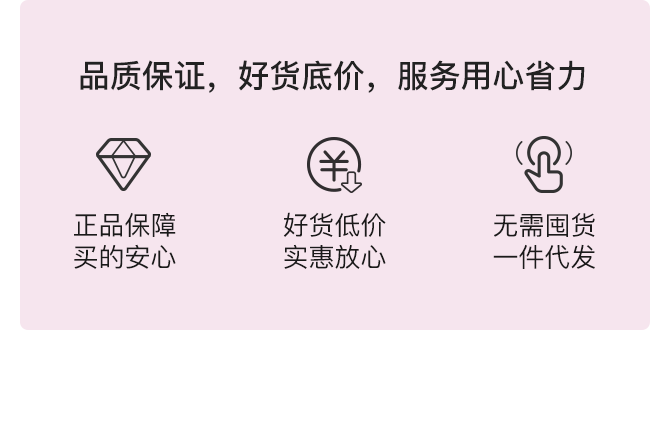 品质保证，好货底价，服务用心省力
正品保障
买的安心
好货低价
实惠放心
无需囤货
一件代发